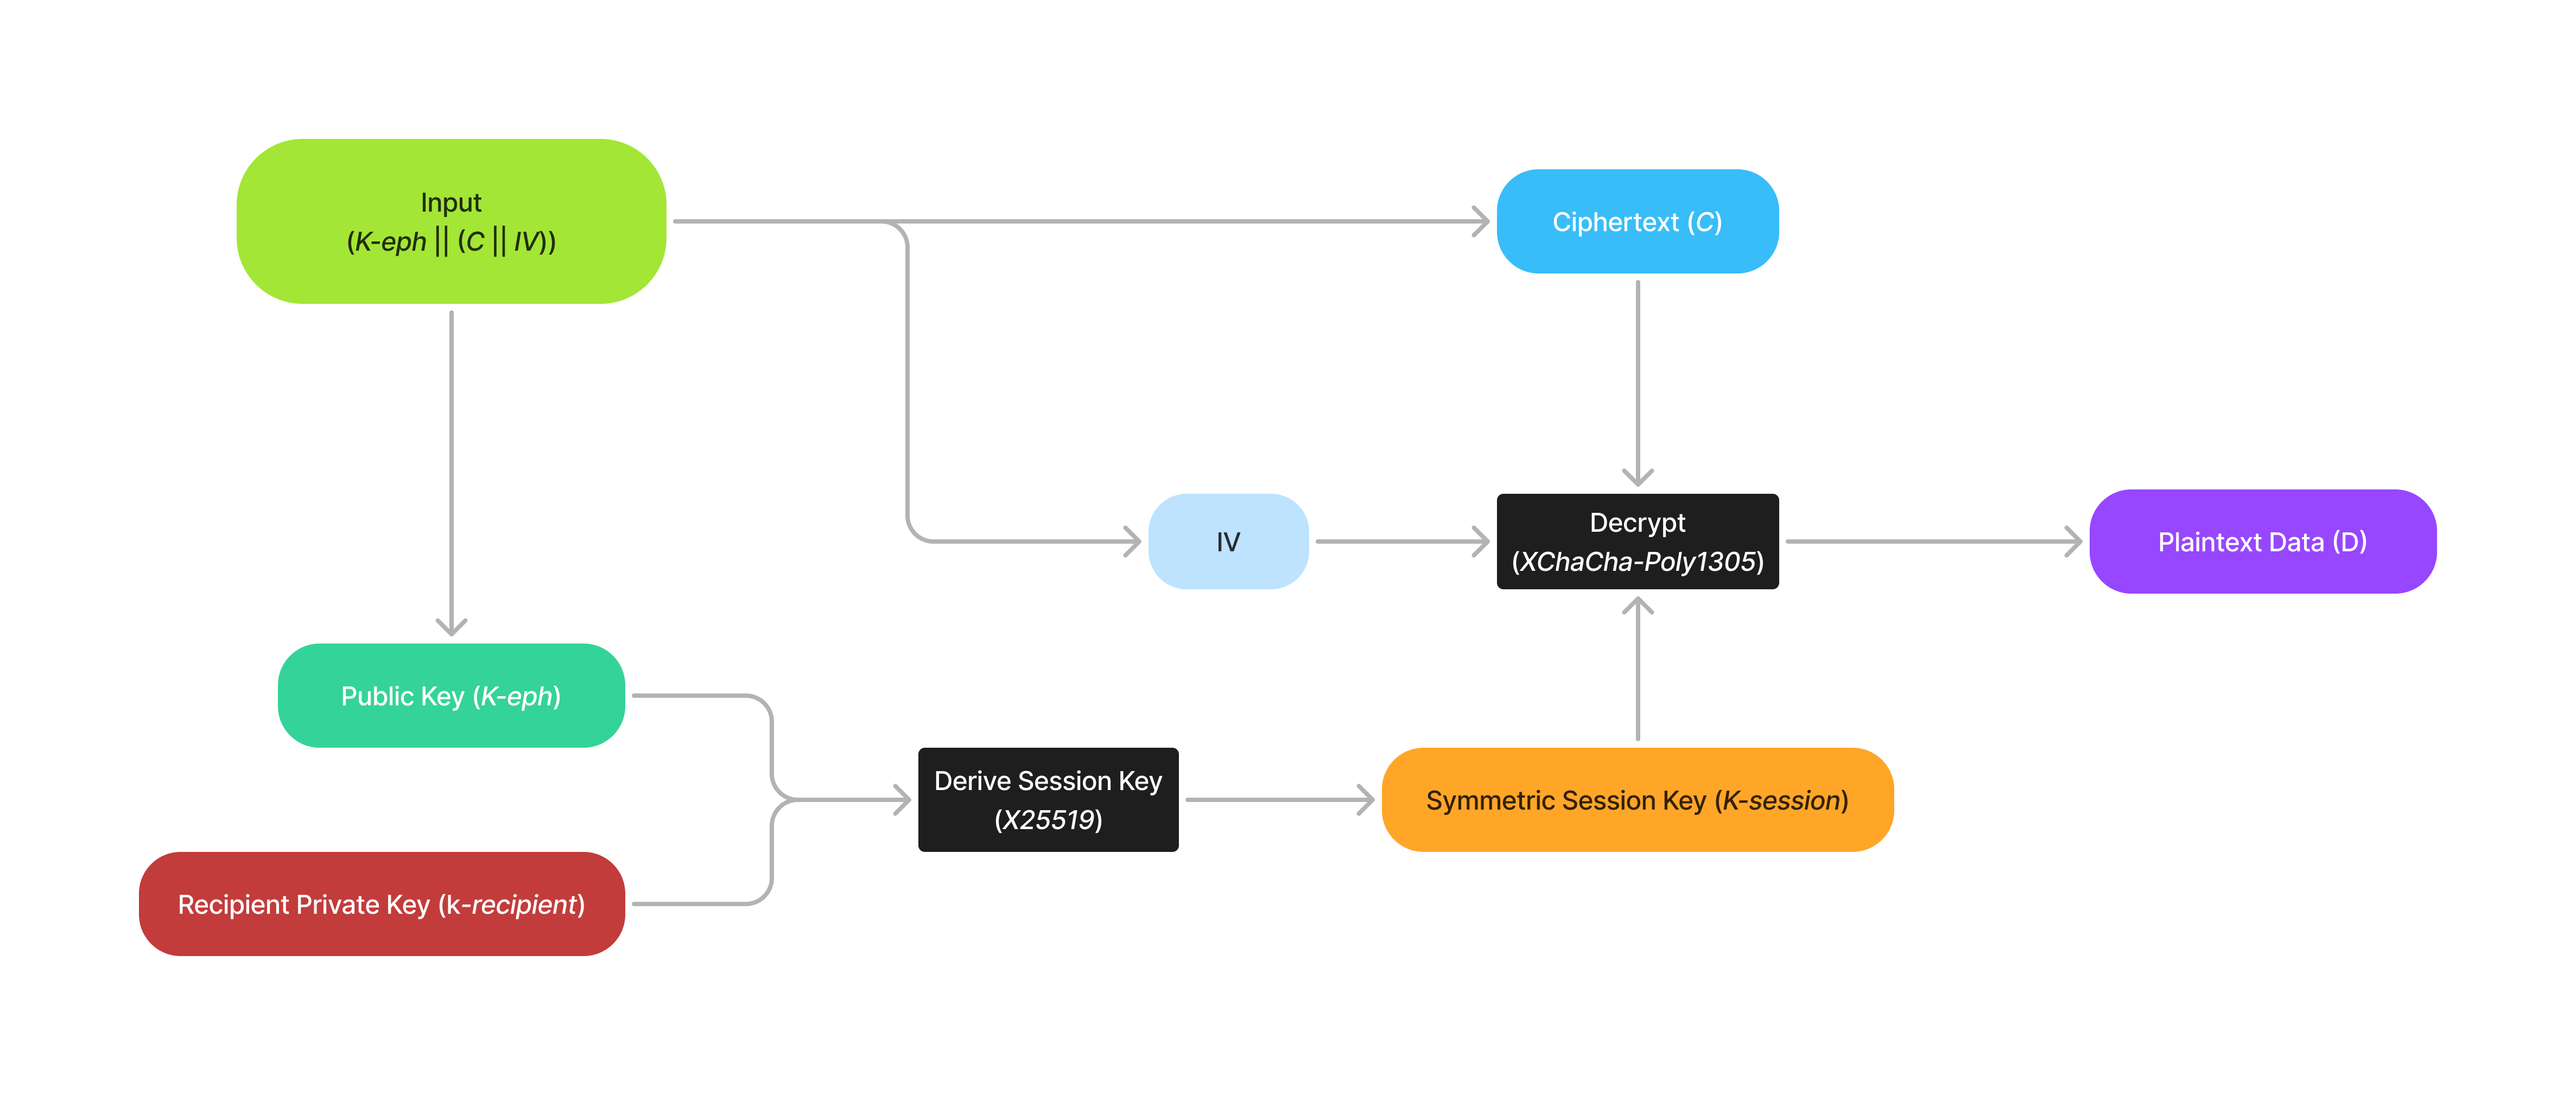 Input
(K-eph || (C || IV))
Ciphertext (C)
IV
Decrypt
(XChaCha-Poly1305)
Plaintext Data (D)
Public Key (K-eph)
Derive Session Key
(X25519)
Symmetric Session Key (K-session)
Recipient Private Key (k-recipient)